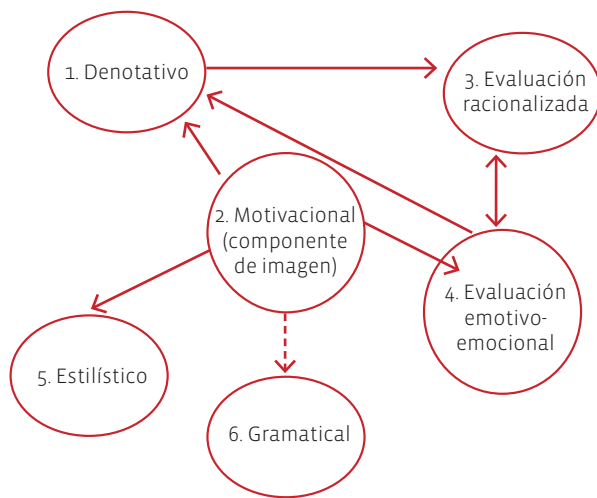 1. Denotativo
3. Evaluación
racionalizada
2. Motivacional
(componente
de imagen)
4. Evaluación
emotivo-
emocional
5. Estilístico
6. Gramatical